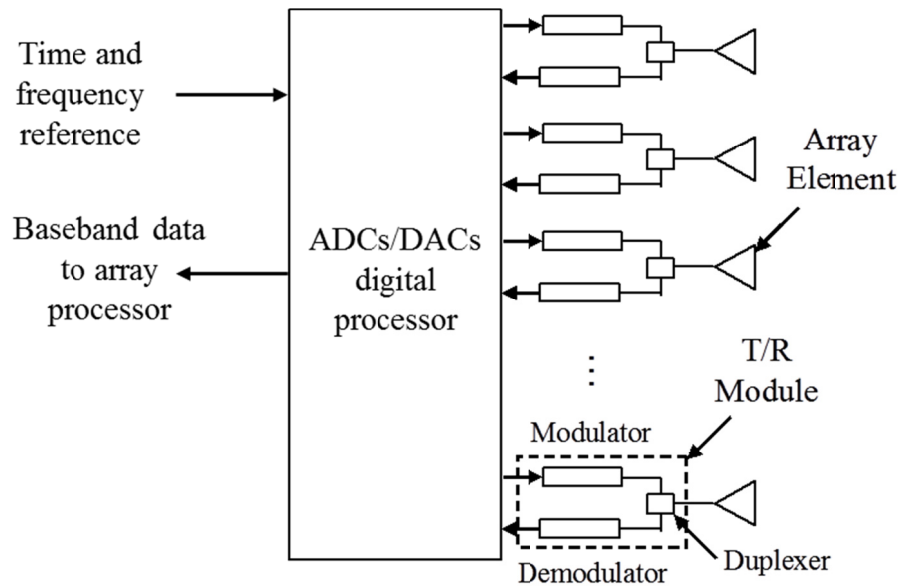 Time and
frequency
reference
Baseband data
to array
processor
ADCs/DACs
digital
processor
Array
Element
T/R
Module
Modulator
Demodulator
Duplexer